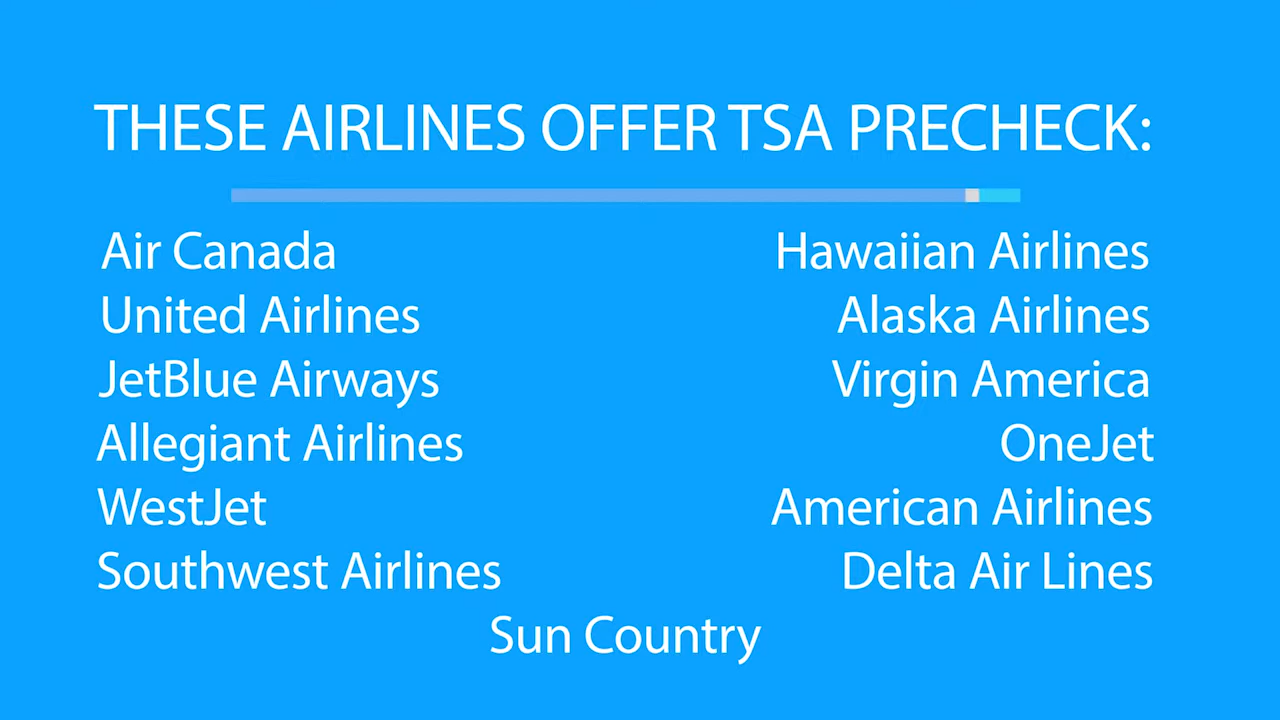 THESE AIRLINES OFFER TSA PRECHECK:
Air Canada
United Airlines
JetBlue Airways
Allegiant Airlines
WestJet
Southwest Airlines
Hawaiian Airlines
Alaska Airlines
Virgin America
OneJet
American Airlines
Delta Air Lines
Sun Country